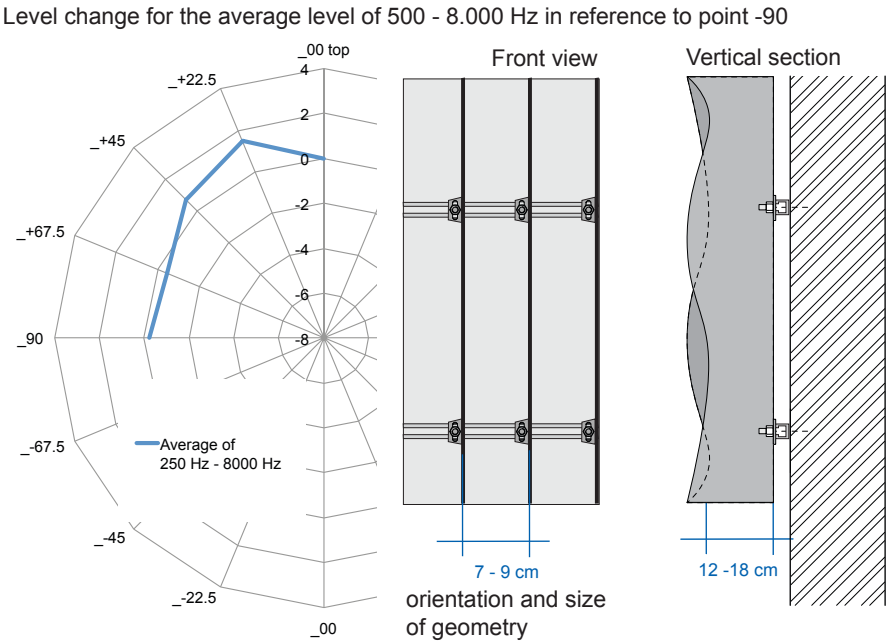 Level change for the average level of 500 - 8.000 Hz in reference to point -90
_00 top
4
2
0
-2
-4
-6
-8
_+22.5
_+45
_+67.5
_90
_-67.5
_-45
_-22.5
_00
Average of
250 Hz - 8000 Hz
Front view
7 - 9 cm
orientation and size
of geometry
Vertical section
12 -18 cm